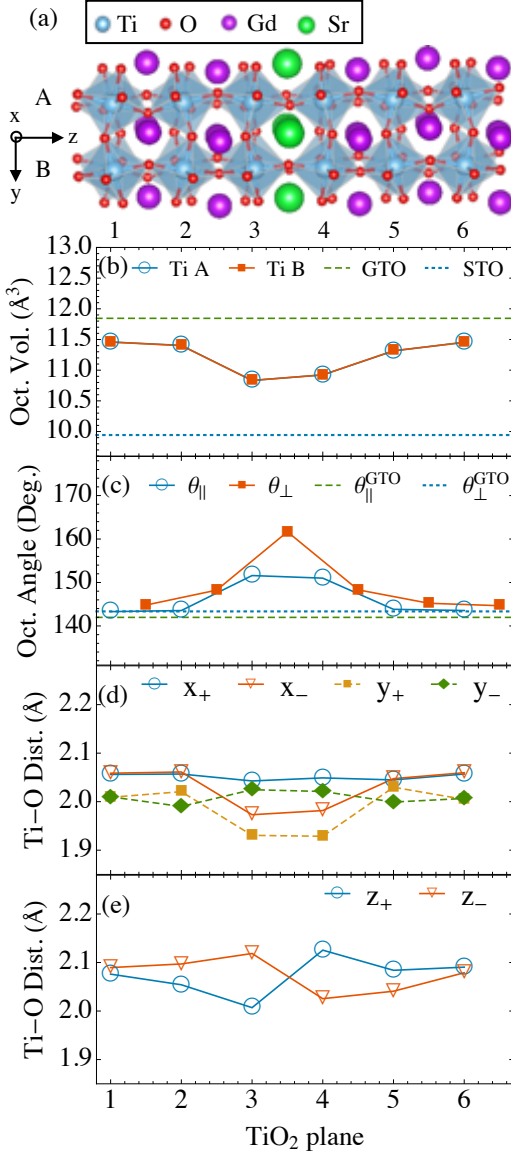 (a)
Ti O Gd Sr
A
x
z
B
y
1 2 3 4 5 6
(b)
Ti A Ti B GTO STO
Oct. Vol. (Å³)
13.0
12.5
12.0
11.5
11.0
10.5
10.0
(c)
θ∥ θ⊥ θ∥^GTO θ⊥^GTO
Oct. Angle (Deg.)
170
160
150
140
(d)
x₊ x₋ y₊ y₋
Ti–O Dist. (Å)
2.2
2.1
2.0
1.9
(e)
z₊ z₋
Ti–O Dist. (Å)
2.2
2.1
2.0
1.9
1 2 3 4 5 6
TiO₂ plane